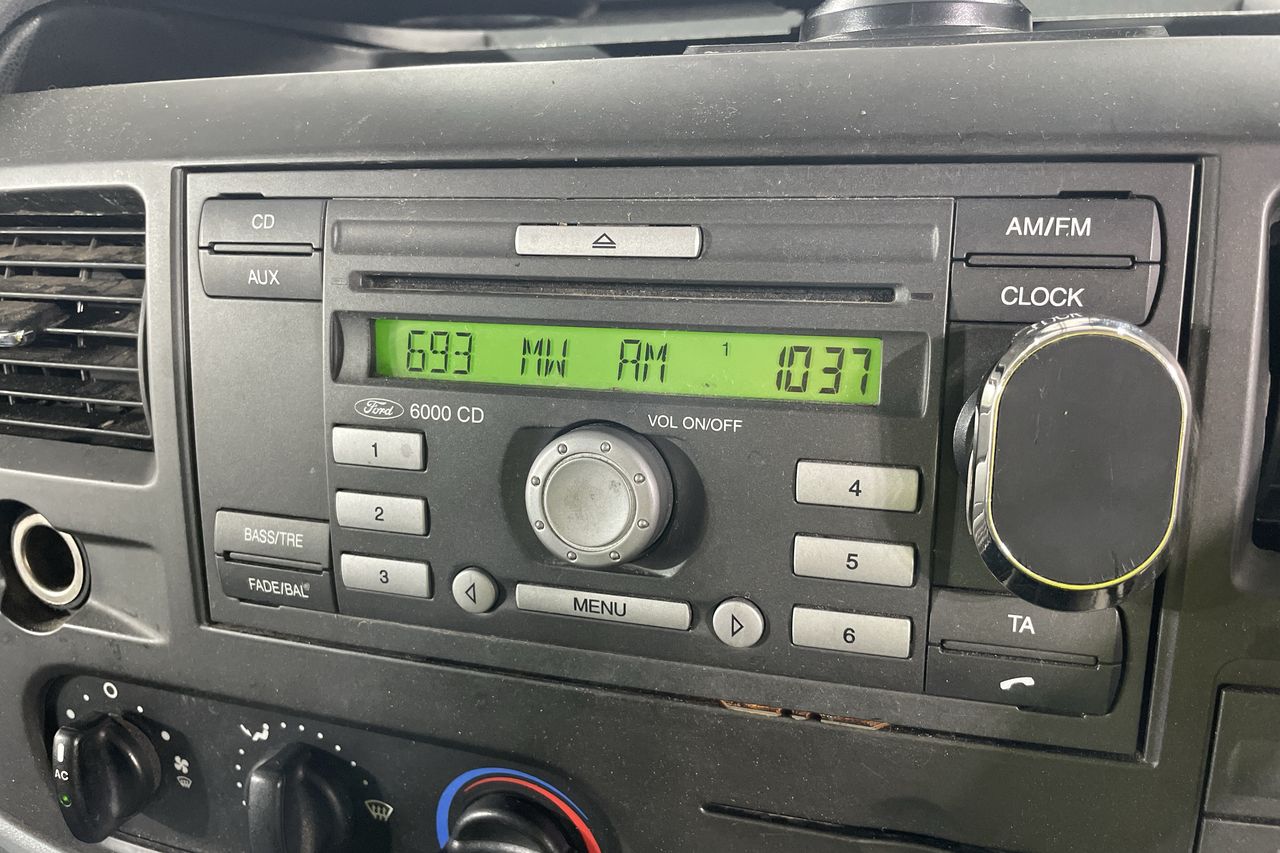 CD
AUX
AM/FM
CLOCK
693 MW AM 1 1037
Ford 6000 CD
VOL ON/OFF
1
2
3
4
5
6
BASS/TRE
FADE/BAL
MENU
TA
AC